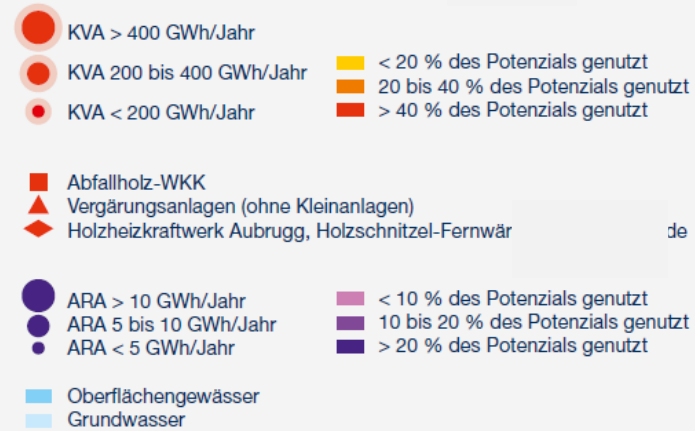 KVA > 400 GWh/Jahr
KVA 200 bis 400 GWh/Jahr
KVA < 200 GWh/Jahr
< 20 % des Potenzials genutzt
20 bis 40 % des Potenzials genutzt
> 40 % des Potenzials genutzt
Abfallholz-WKK
Vergärungsanlagen (ohne Kleinanlagen)
Holzheizkraftwerk Aubrugg, Holzschnitzel-Fernwär de
ARA > 10 GWh/Jahr
ARA 5 bis 10 GWh/Jahr
ARA < 5 GWh/Jahr
< 10 % des Potenzials genutzt
10 bis 20 % des Potenzials genutzt
> 20 % des Potenzials genutzt
Oberflächengewässer
Grundwasser